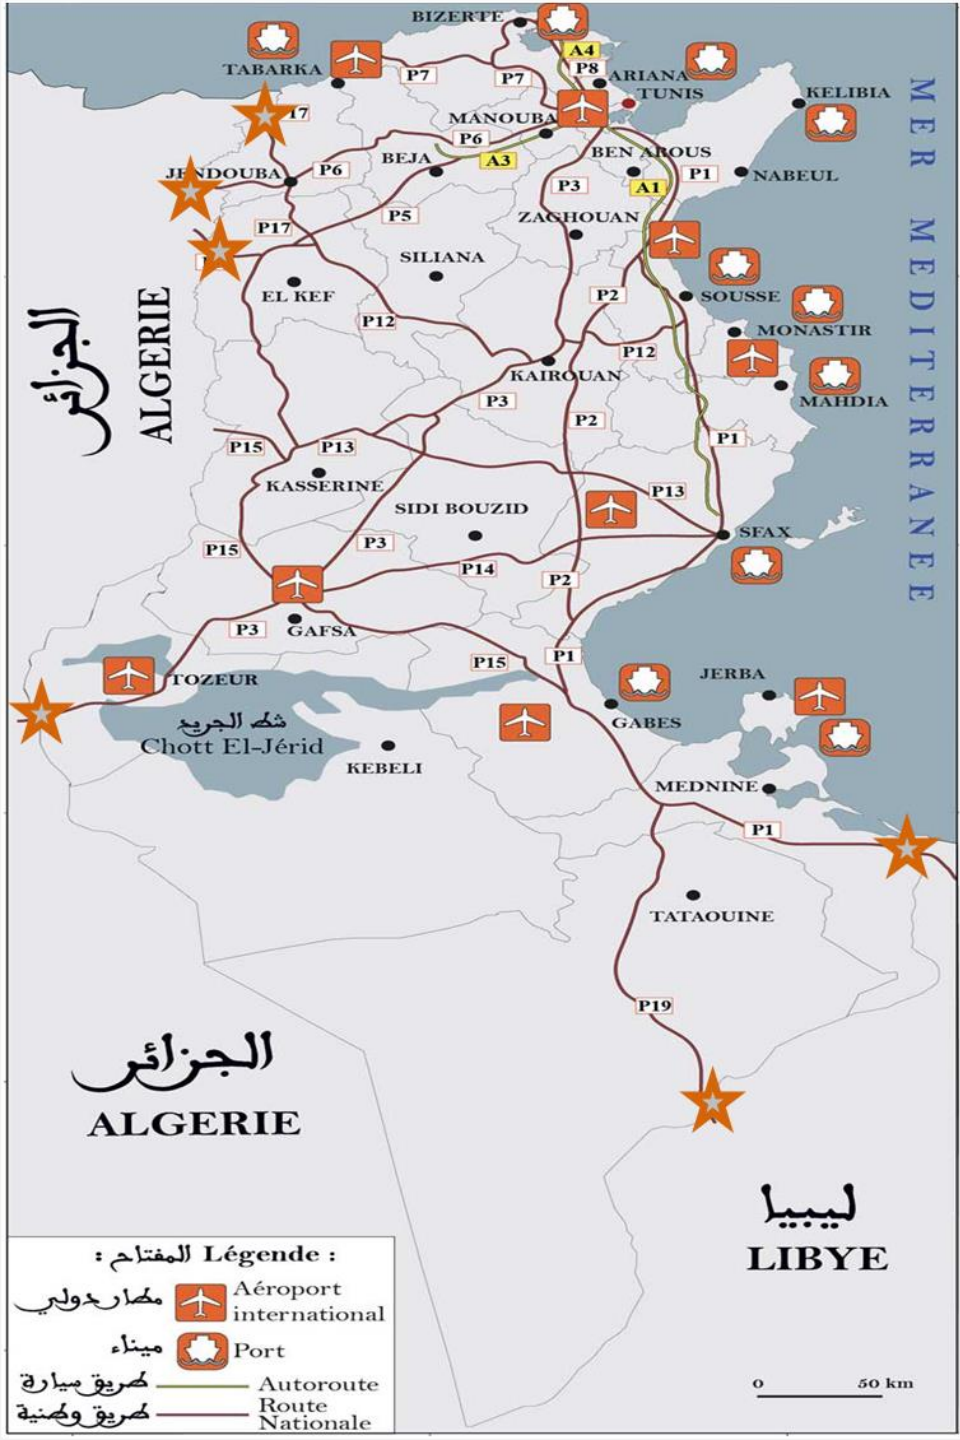 BIZERTE
A4
TABARKA
P7
P7
P8
ARIANA
TUNIS
KELIBIA
17
MANOUBA
P6
BEJA
A3
BEN AROUS
JENDOUBA
P6
P3
A1
P1
NABEUL
P5
ZAGHOUAN
P17
SILIANA
EL KEF
P2
SOUSSE
P12
MONASTIR
P12
KAIROUAN
P3
MAHDIA
P2
P1
P15
P13
KASSERINE
P13
SIDI BOUZID
SFAX
P15
P3
P14
P2
P3
GAFSA
P15
P1
TOZEUR
JERBA
شط الجريد
Chott El-Jérid
GABES
KEBELI
MEDNINE
P1
TATAOUINE
P19
MER MEDITERRANEE
الجزائر
ALGERIE
الجزائر
ALGERIE
ليبيا
LIBYE
المفتاح : Légende :
مطار دولي
Aéroport
international
ميناء
Port
طريق سيارة
Autoroute
طريق وطنية
Route
Nationale
0 50 km